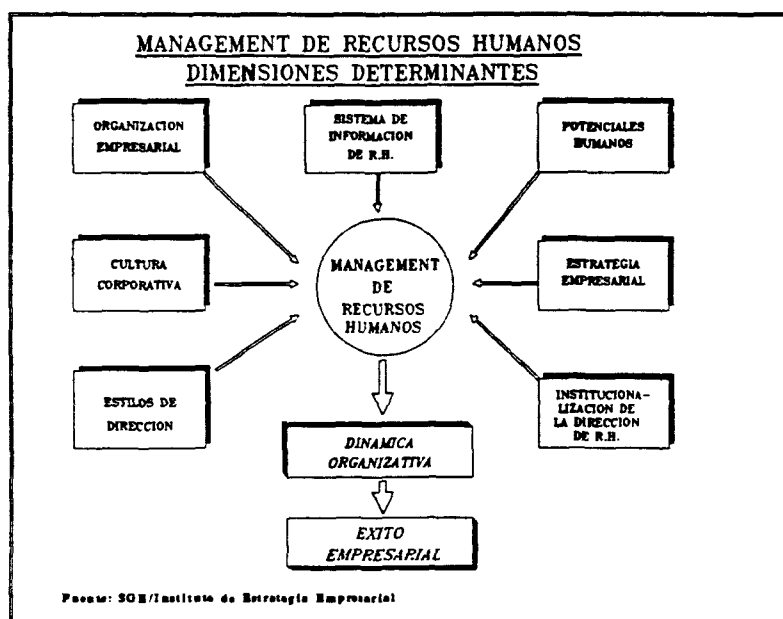 MANAGEMENT DE RECURSOS HUMANOS
DIMENSIONES DETERMINANTES
ORGANIZACION
EMPRESARIAL
SISTEMA DE
INFORMACION
DE R.H.
POTENCIALES
HUMANOS
CULTURA
CORPORATIVA
MANAGEMENT
DE
RECURSOS
HUMANOS
ESTRATEGIA
EMPRESARIAL
ESTILOS DE
DIRECCION
INSTITUCIONA-
LIZACION DE
LA DIRECCION
DE R.H.
DINAMICA
ORGANIZATIVA
EXITO
EMPRESARIAL
Fuente: SGE/Instituto de Estrategia Empresarial